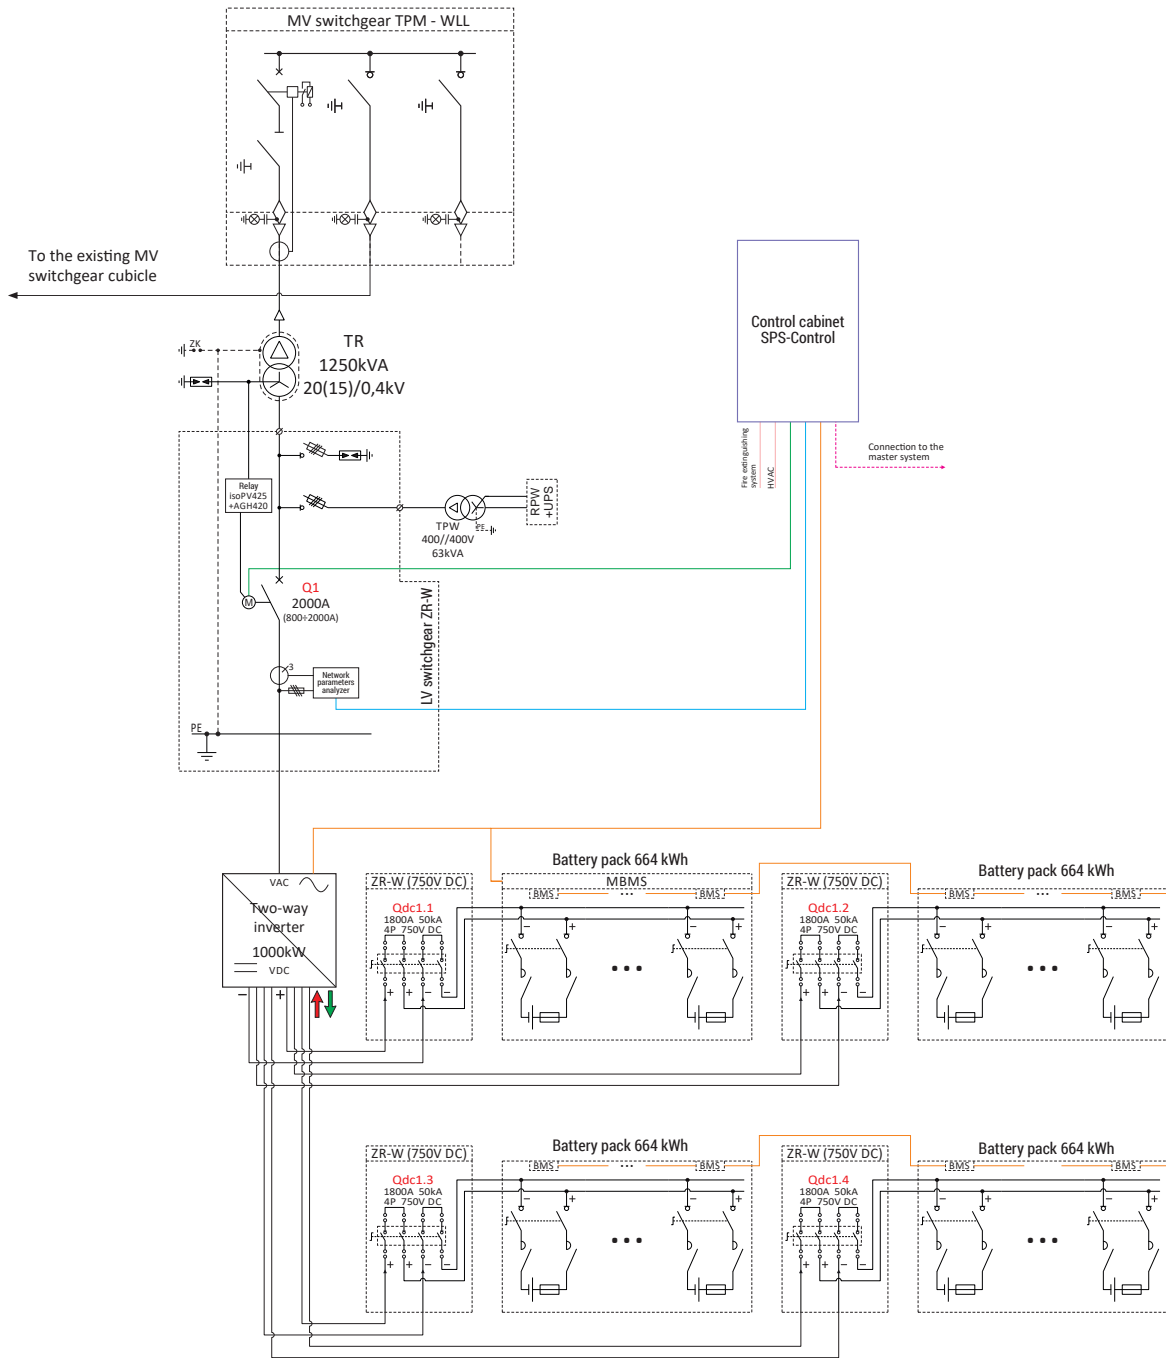 MV switchgear TPM - WLL
To the existing MV
switchgear cubicle
ZK
TR
1250kVA
20(15)/0,4kV
Control cabinet
SPS-Control
Fire extinguishing
system
HVAC
Connection to the
master system
Relay
isoPV425
+AGH420
TPW
400//400V
63kVA
PE
RPW
+UPS
Q1
2000A
(800÷2000A)
M
3
Network
parameters
analyzer
LV switchgear ZR-W
PE
VAC
Two-way
inverter
1000kW
VDC
− +
ZR-W (750V DC)
Qdc1.1
1800A 50kA
4P 750V DC
+ + − −
Battery pack 664 kWh
MBMS
BMS ... BMS
− + − +
ZR-W (750V DC)
Qdc1.2
1800A 50kA
4P 750V DC
+ + − −
Battery pack 664 kWh
BMS ... BMS
− + − +
ZR-W (750V DC)
Qdc1.3
1800A 50kA
4P 750V DC
+ + − −
Battery pack 664 kWh
BMS ... BMS
− + − +
ZR-W (750V DC)
Qdc1.4
1800A 50kA
4P 750V DC
+ + − −
Battery pack 664 kWh
BMS ... BMS
− + − +